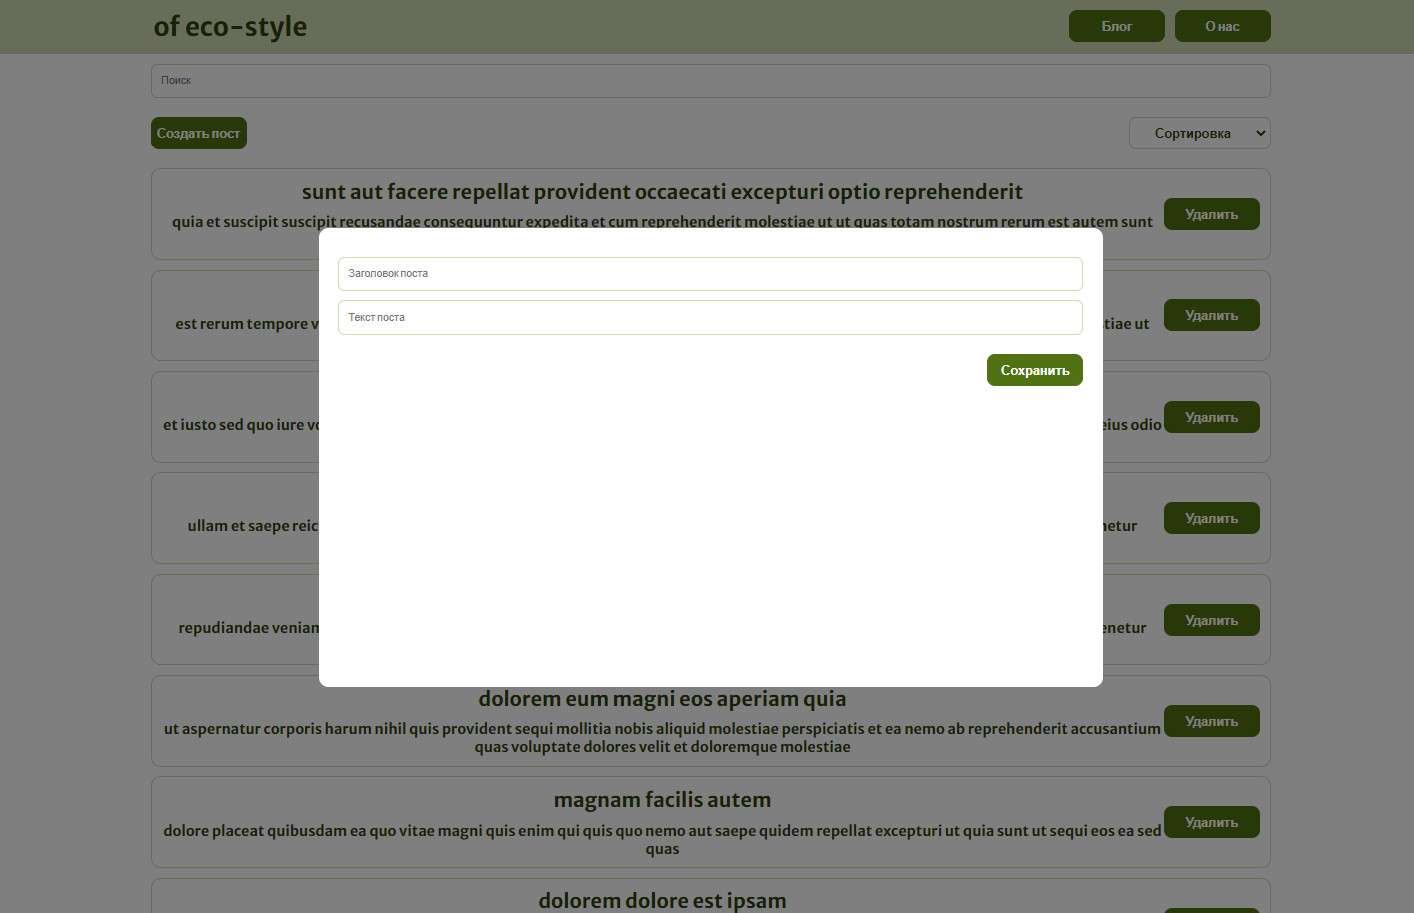 of eco-style
Блог
О нас
Поиск
Создать пост
Сортировка
sunt aut facere repellat provident occaecati excepturi optio reprehenderit
quia et suscipit suscipit recusandae consequuntur expedita et cum reprehenderit molestiae ut ut quas totam nostrum rerum est autem sunt
Удалить
Заголовок поста
Текст поста
Сохранить
est rerum tempore
tiae ut
Удалить
et iusto sed quo iure
eius odio
Удалить
ullam et saepe
Удалить
repudiandae veniam
Удалить
dolorem eum magni eos aperiam quia
ut aspernatur corporis harum nihil quis provident sequi mollitia nobis aliquid molestiae perspiciatis et ea nemo ab reprehenderit accusantium
quas voluptate dolores velit et doloremque molestiae
Удалить
magnam facilis autem
dolore placeat quibusdam ea quo vitae magni quis enim qui quis quo nemo aut saepe quidem repellat excepturi ut quia sunt ut sequi eos ea sed
quas
Удалить
dolorem dolore est ipsam